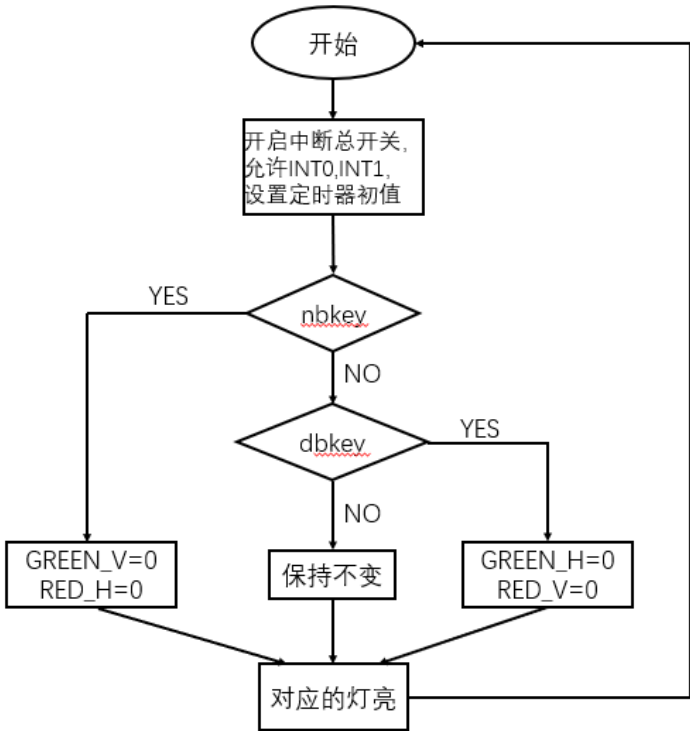 开始
开启中断总开关,
允许INT0,INT1,
设置定时器初值
YES
nbkey
NO
YES
dbkey
NO
GREEN_V=0
RED_H=0
保持不变
GREEN_H=0
RED_V=0
对应的灯亮